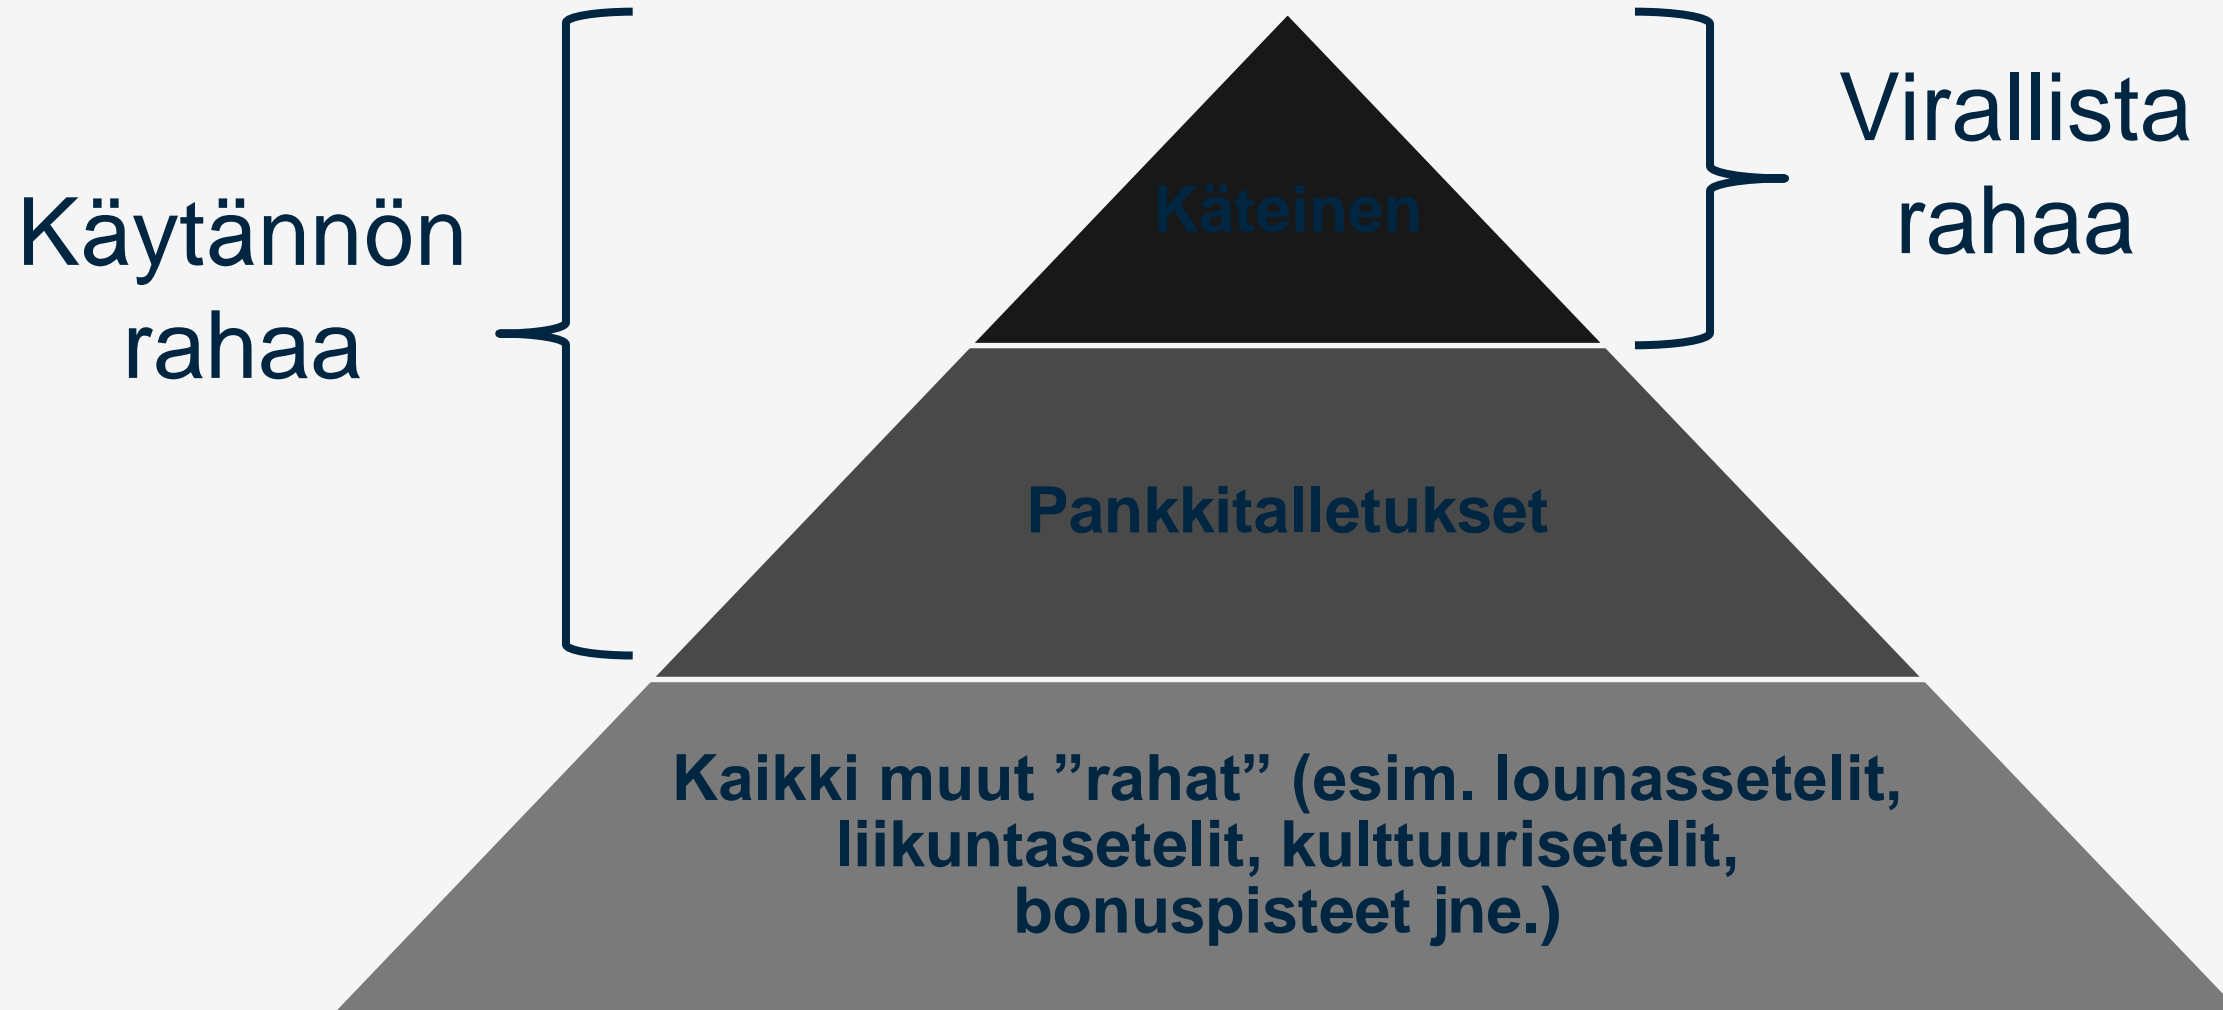 Käytännön
rahaa
Käteinen
Virallista
rahaa
Pankkitalletukset
Kaikki muut ”rahat” (esim. lounassetelit,
liikuntasetelit, kulttuurisetelit,
bonuspisteet jne.)